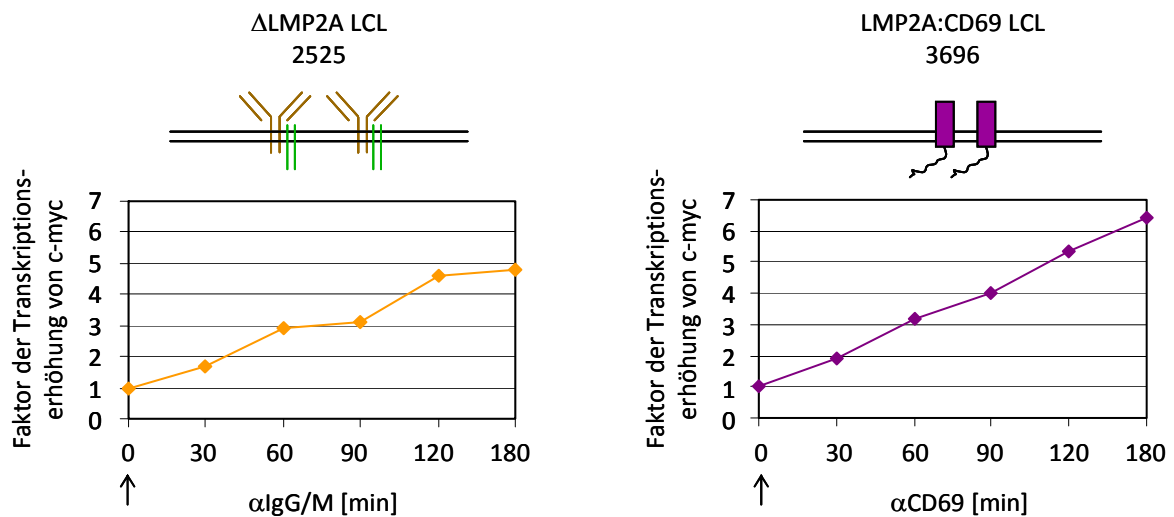 ΔLMP2A LCL
2525
Faktor der Transkriptions-
erhöhung von c-myc
7
6
5
4
3
2
1
0
0 30 60 90 120 180
αIgG/M [min]
LMP2A:CD69 LCL
3696
Faktor der Transkriptions-
erhöhung von c-myc
7
6
5
4
3
2
1
0
0 30 60 90 120 180
αCD69 [min]